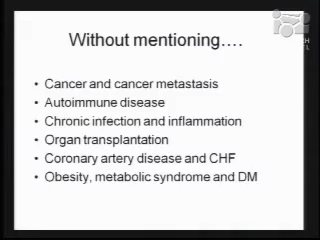 Without mentioning….
• Cancer and cancer metastasis
• Autoimmune disease
• Chronic infection and inflammation
• Organ transplantation
• Coronary artery disease and CHF
• Obesity, metabolic syndrome and DM